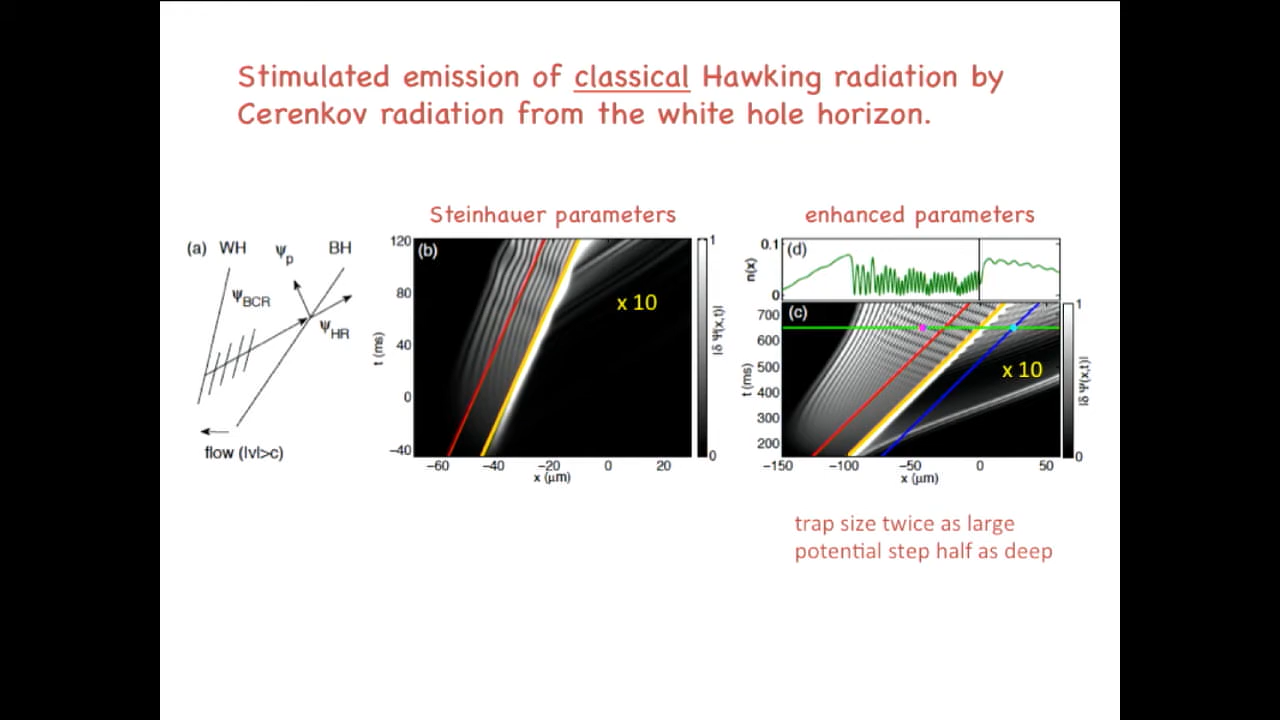 Stimulated emission of classical Hawking radiation by
Cerenkov radiation from the white hole horizon.
Steinhauer parameters
enhanced parameters
(a) WH Ψp BH
ΨBCR
ΨHR
flow (|v|>c)
(b)
x 10
120
80
40
0
−40
t (ms)
−60 −40 −20 0 20
x (μm)
1
0
|δ Ψ(x,t)|
(d)
0.1
0
n(x)
(c)
x 10
700
600
500
400
300
200
t (ms)
−150 −100 −50 0 50
x (μm)
1
0
|δ Ψ(x,t)|
trap size twice as large
potential step half as deep